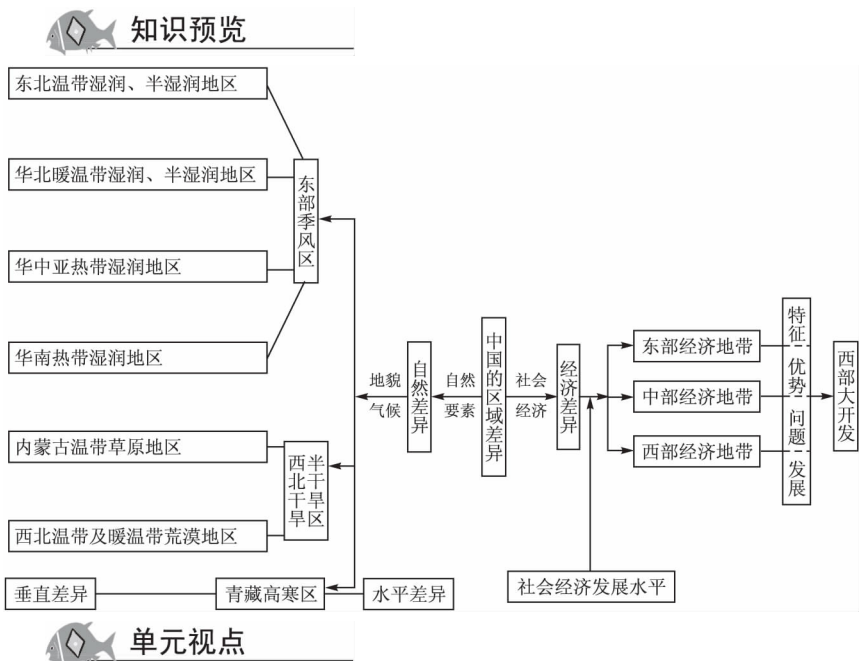 知识预览
东北温带湿润、半湿润地区
华北暖温带湿润、半湿润地区
华中亚热带湿润地区
华南热带湿润地区
东部季风区
内蒙古温带草原地区
西北温带及暖温带荒漠地区
西北干旱
半干旱区
垂直差异
青藏高寒区
水平差异
地貌
气候
自然差异
自然
要素
中国的区域差异
社会
经济
经济差异
社会经济发展水平
东部经济地带
中部经济地带
西部经济地带
特征
优势
问题
发展
西部大开发
单元视点